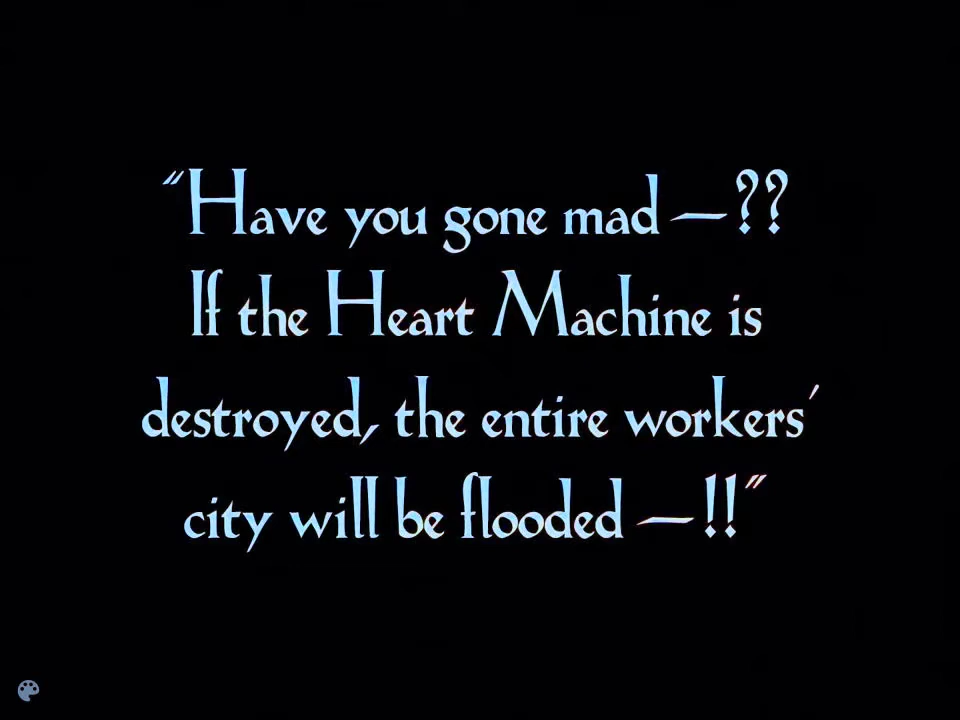 "Have you gone mad —??
If the Heart Machine is
destroyed, the entire workers'
city will be flooded —!!"